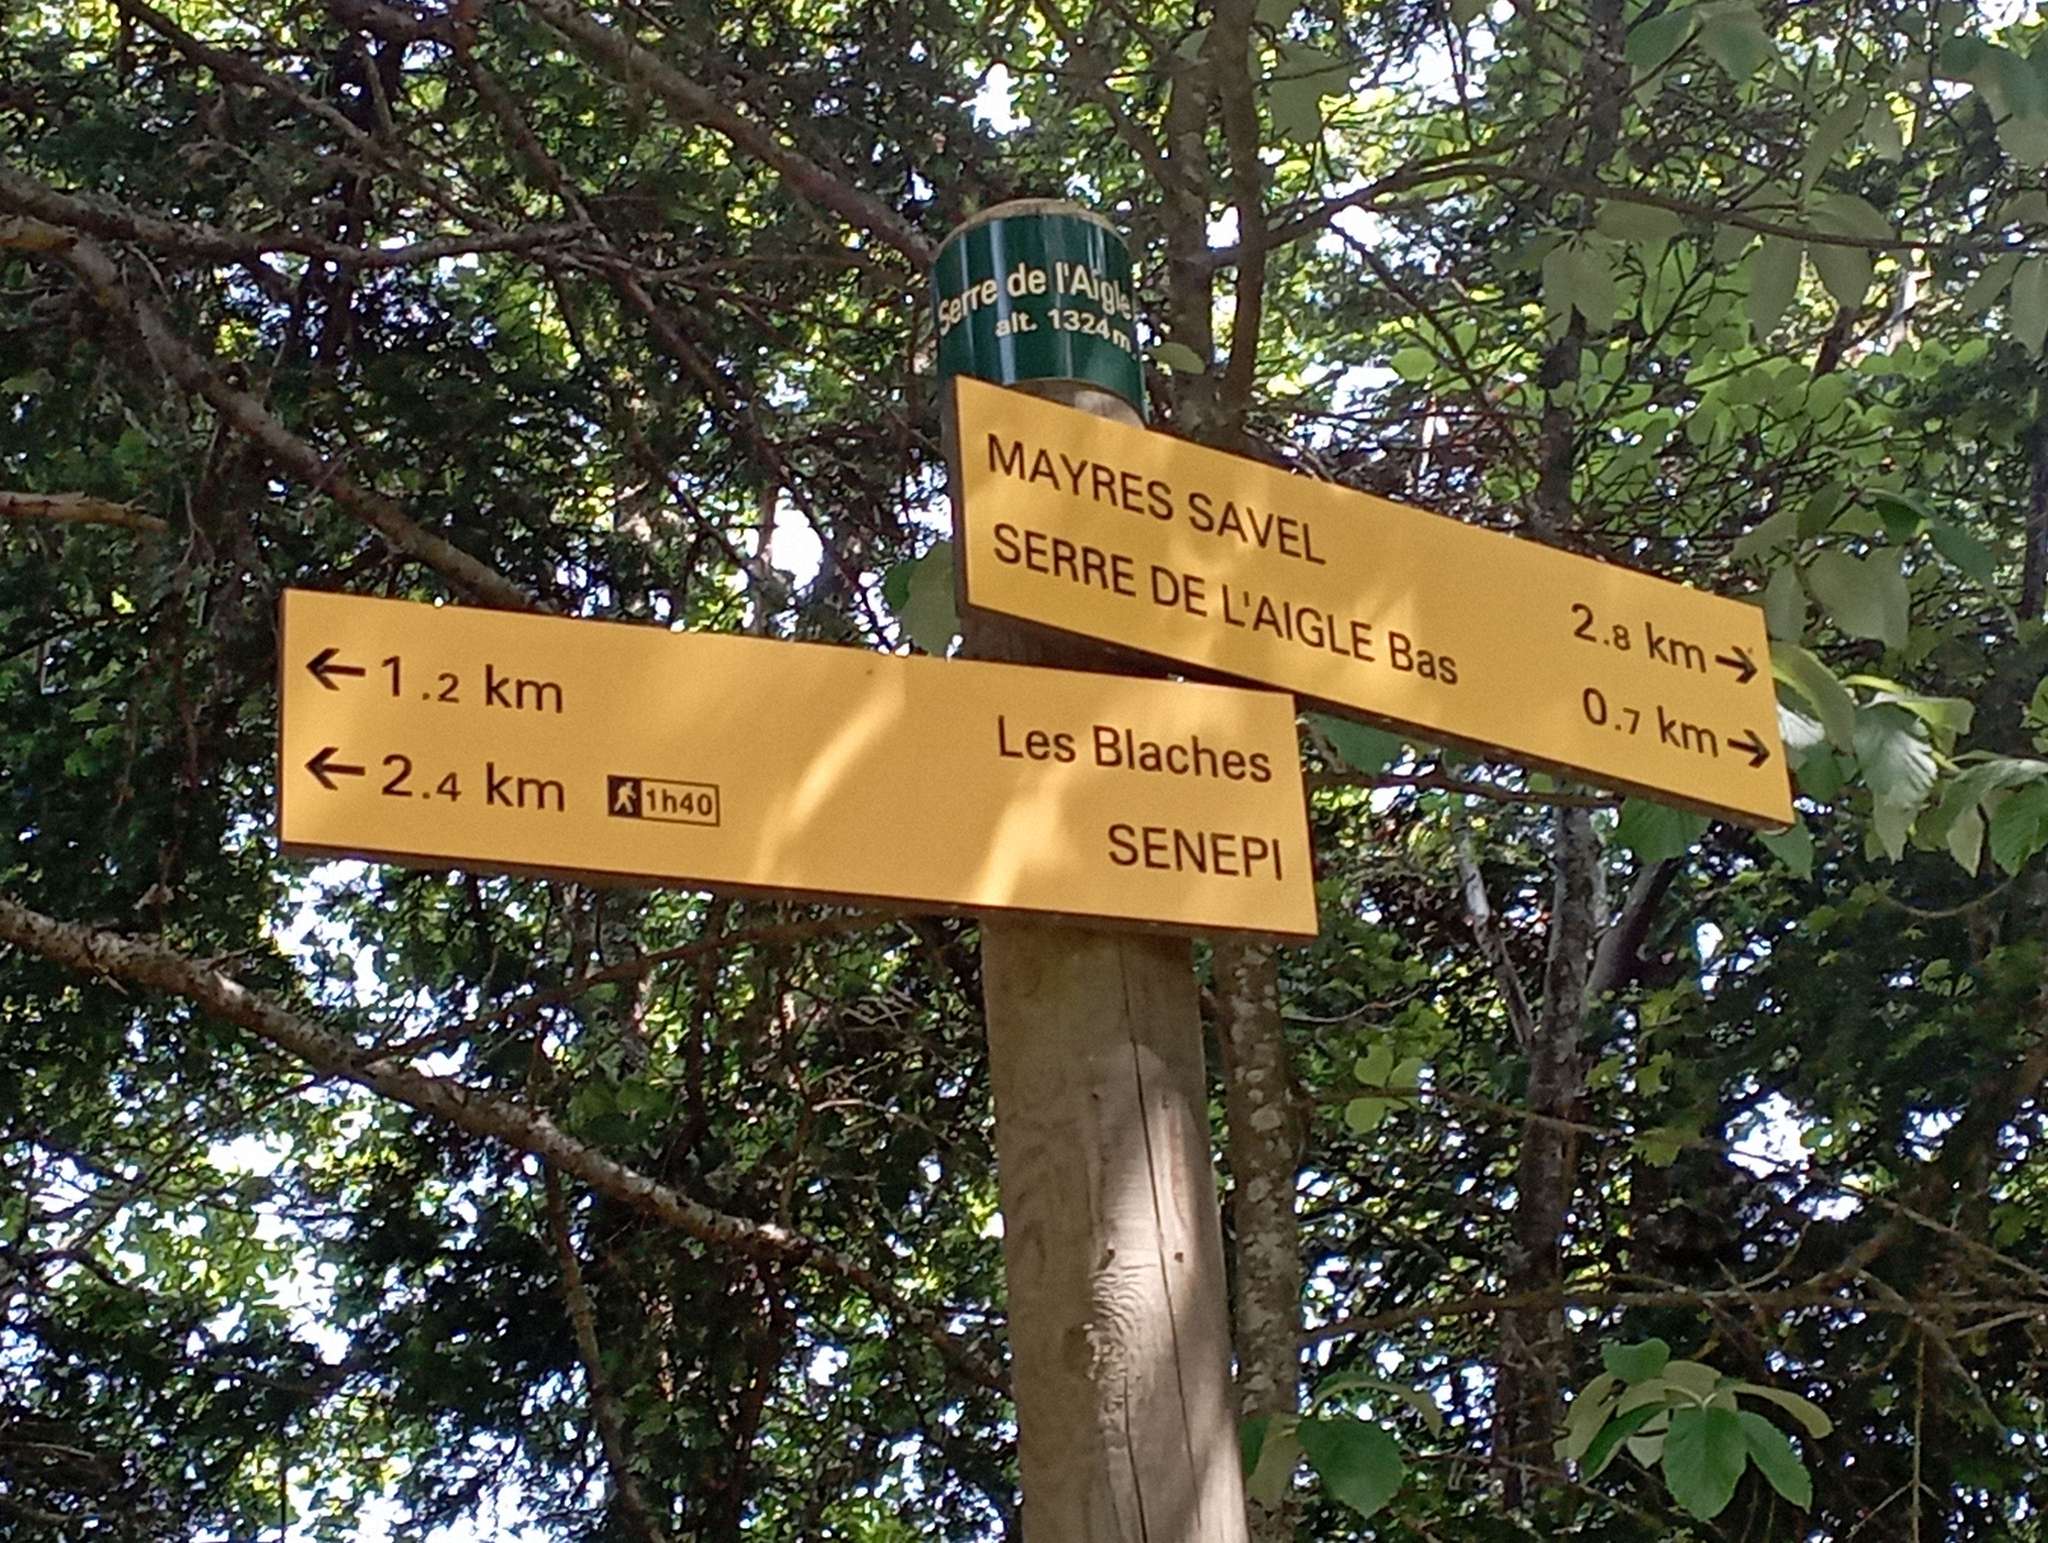 Serre de l'Aigle
alt. 1324 m.
MAYRES SAVEL 2.8 km →
SERRE DE L'AIGLE Bas 0.7 km →
← 1.2 km Les Blaches
← 2.4 km 1h40 SENEPI